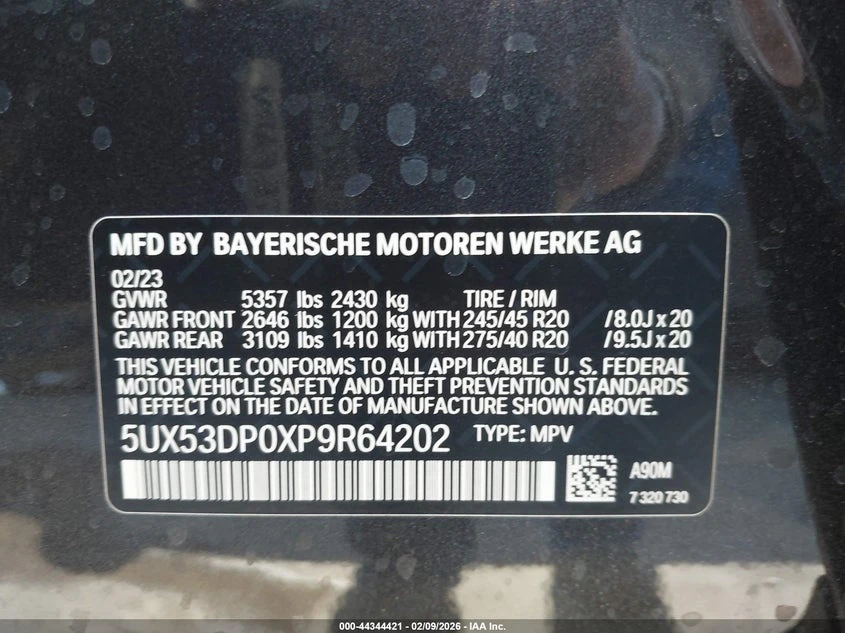 MFD BY BAYERISCHE MOTOREN WERKE AG
02/23
GVWR 5357 lbs 2430 kg TIRE / RIM
GAWR FRONT 2646 lbs 1200 kg WITH 245/45 R20 /8.0J x 20
GAWR REAR 3109 lbs 1410 kg WITH 275/40 R20 /9.5J x 20
THIS VEHICLE CONFORMS TO ALL APPLICABLE U. S. FEDERAL
MOTOR VEHICLE SAFETY AND THEFT PREVENTION STANDARDS
IN EFFECT ON THE DATE OF MANUFACTURE SHOWN ABOVE.
5UX53DP0XP9R64202 TYPE: MPV
A90M
7 320 730
000-44344421 - 02/09/2026 - IAA Inc.